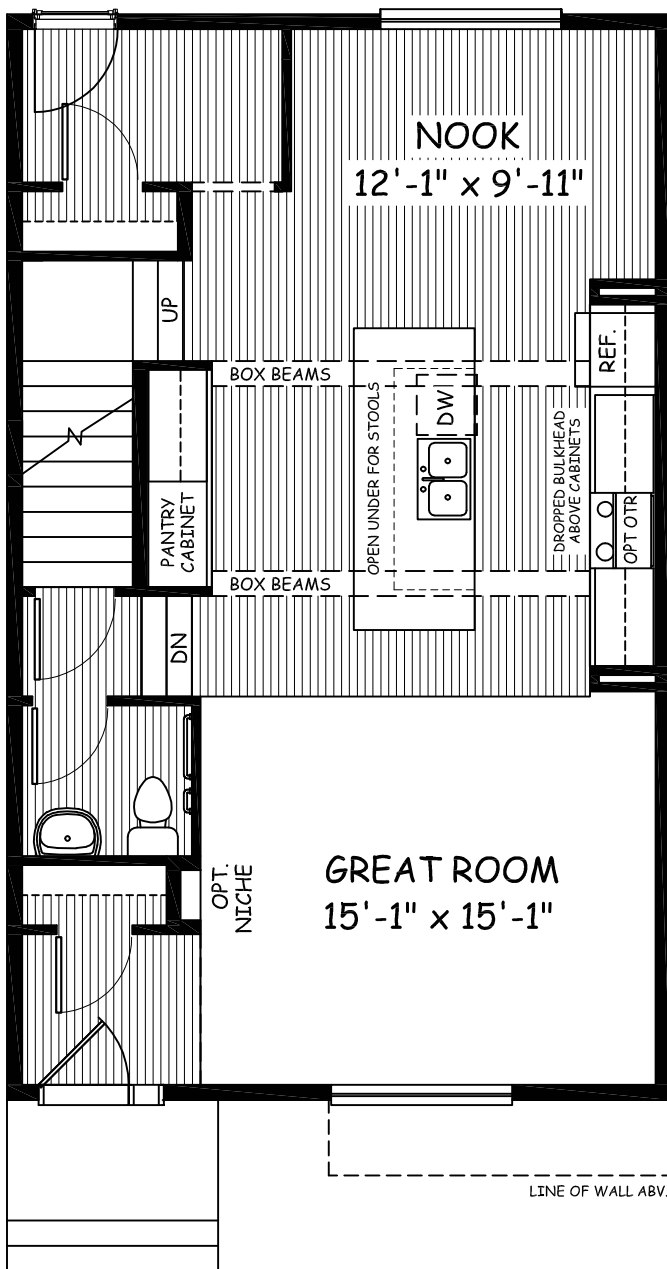 NOOK
12'-1" x 9'-11"
UP
REF.
BOX BEAMS
DW
OPEN UNDER FOR STOOLS
DROPPED BULKHEAD
ABOVE CABINETS
PANTRY
CABINET
N
OPT OTR
BOX BEAMS
DN
GREAT ROOM
15'-1" x 15'-1"
OPT.
NICHE
LINE OF WALL ABV.